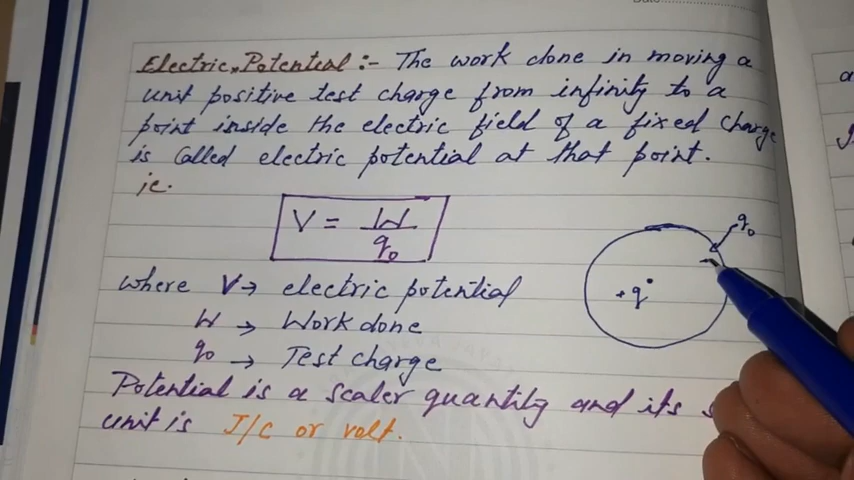 Electric Potential :- The work done in moving a
unit positive test charge from infinity to a
point inside the electric field of a fixed charge
is called electric potential at that point.
ie.
V = W / q₀
q₀
+q
where V → electric potential
W → Work done
q₀ → Test charge
Potential is a scaler quantity and its
unit is J/C or volt.